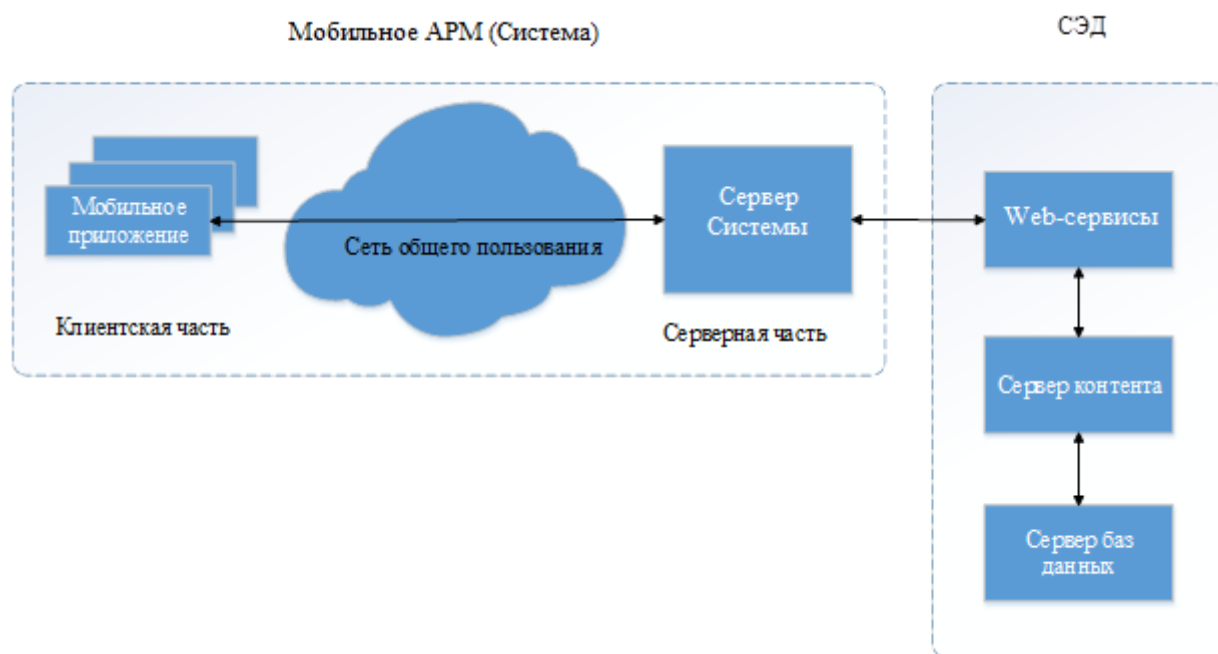 Мобильное АРМ (Система)
СЭД
Мобильное
приложение
Сеть общего пользования
Сервер
Системы
Web-сервисы
Клиентская часть
Серверная часть
Сервер контента
Сервер баз
данных